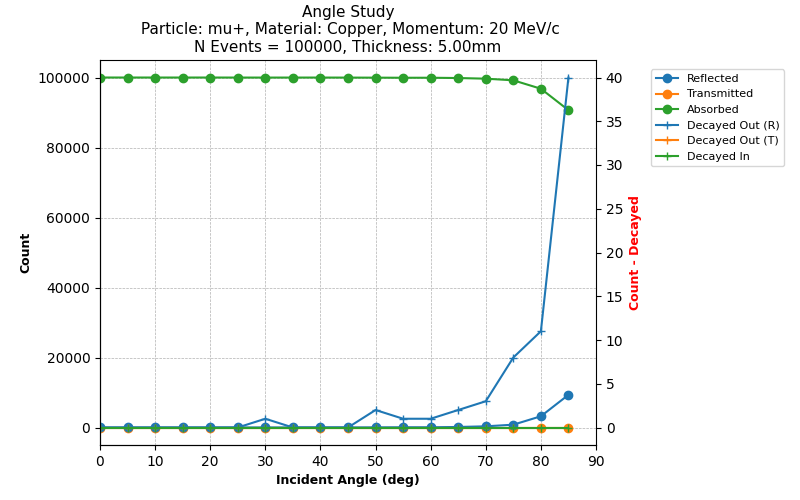 Angle Study
Particle: mu+, Material: Copper, Momentum: 20 MeV/c
N Events = 100000, Thickness: 5.00mm
100000
80000
60000
40000
20000
0
Count
40
35
30
25
20
15
10
5
0
Count - Decayed
0 10 20 30 40 50 60 70 80 90
Incident Angle (deg)
Reflected
Transmitted
Absorbed
Decayed Out (R)
Decayed Out (T)
Decayed In